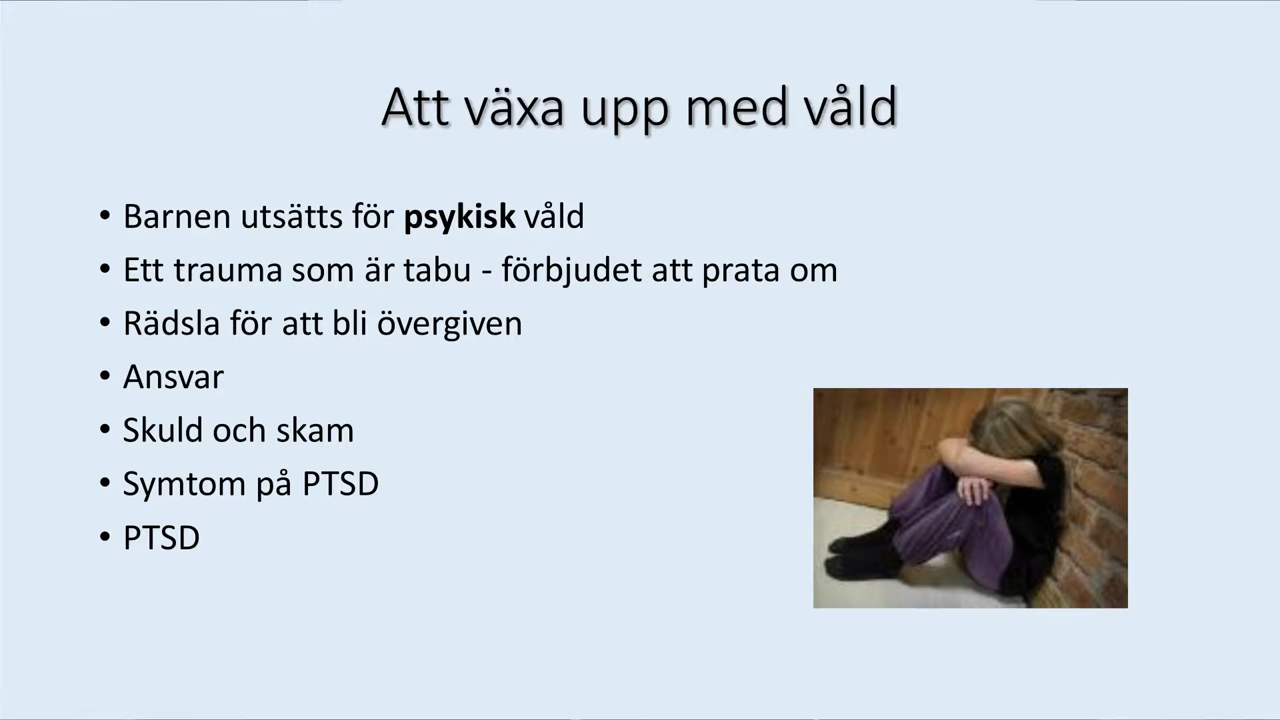 Att växa upp med våld
• Barnen utsätts för psykisk våld
• Ett trauma som är tabu - förbjudet att prata om
• Rädsla för att bli övergiven
• Ansvar
• Skuld och skam
• Symtom på PTSD
• PTSD